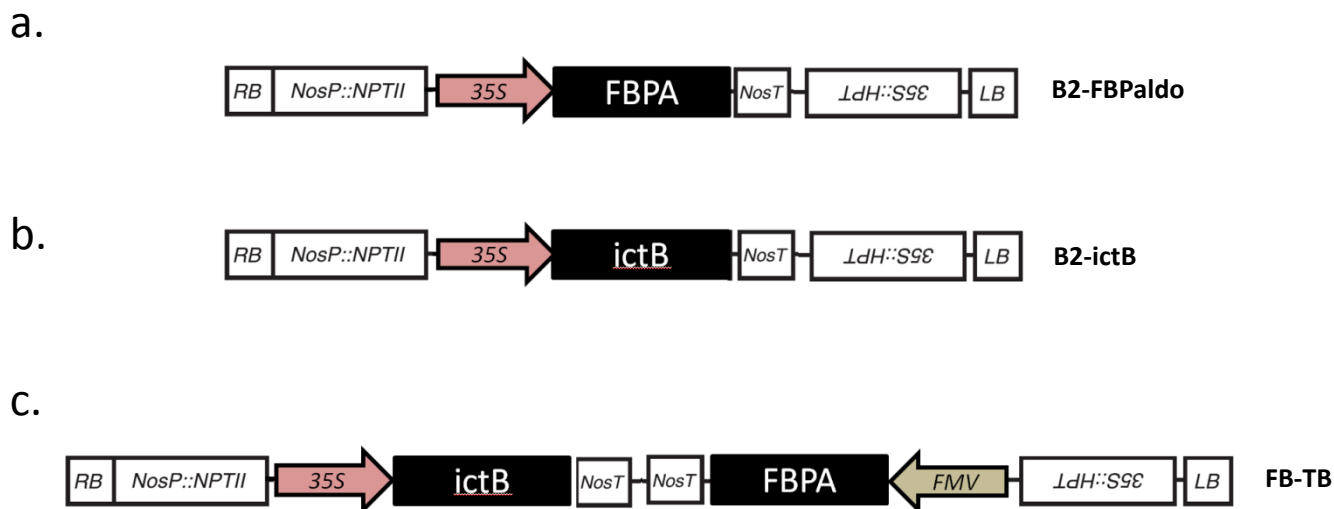 a.
RB NosP::NPTII 35S FBPA NosT 35S::HPT LB B2-FBPaldo
b.
RB NosP::NPTII 35S ictB NosT 35S::HPT LB B2-ictB
c.
RB NosP::NPTII 35S ictB NosT NosT FBPA FMV 35S::HPT LB FB-TB